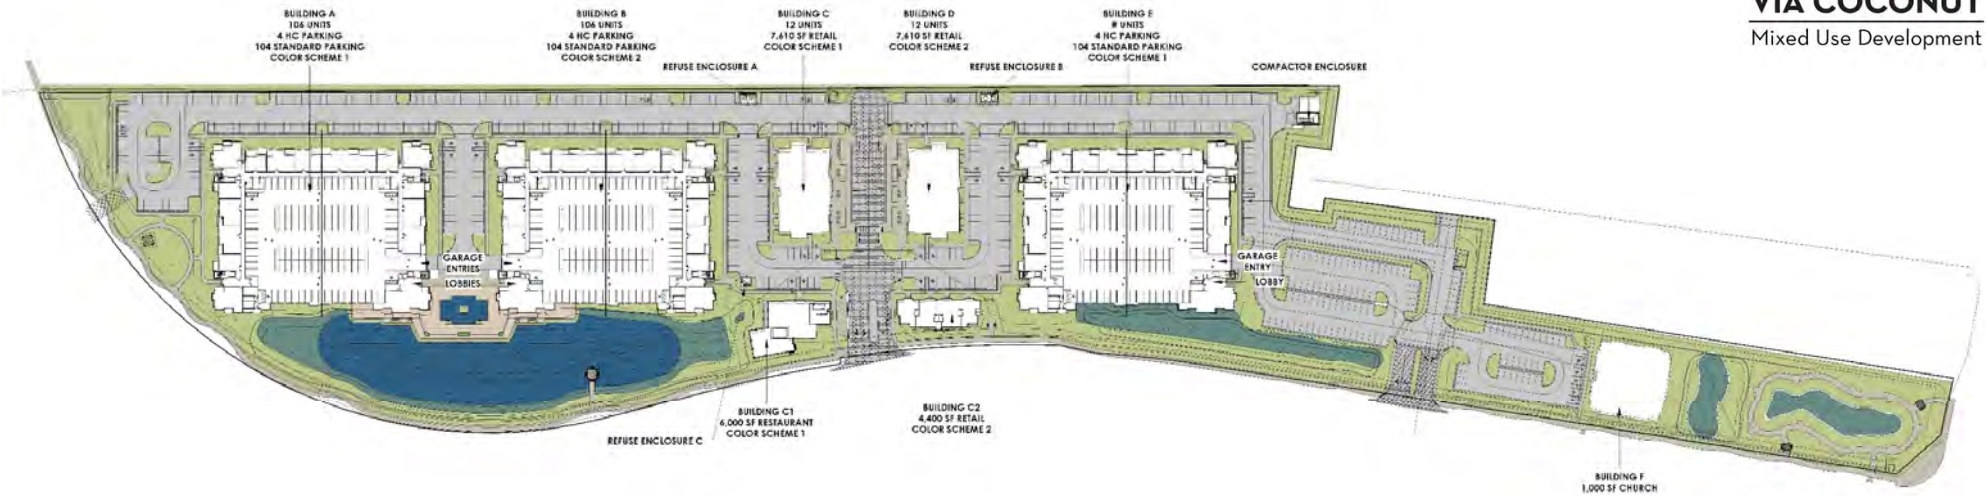 VIA COCONUT
Mixed Use Development
BUILDING A
106 UNITS
4 HC PARKING
104 STANDARD PARKING
COLOR SCHEME 1
BUILDING B
106 UNITS
4 HC PARKING
104 STANDARD PARKING
COLOR SCHEME 2
BUILDING C
12 UNITS
7,610 SF RETAIL
COLOR SCHEME 1
BUILDING D
12 UNITS
7,610 SF RETAIL
COLOR SCHEME 2
BUILDING E
# UNITS
4 HC PARKING
104 STANDARD PARKING
COLOR SCHEME 1
REFUSE ENCLOSURE A
REFUSE ENCLOSURE B
COMPACTOR ENCLOSURE
GARAGE
ENTRIES
LOBBIES
GARAGE
ENTRY
LOBBY
BUILDING C1
6,000 SF RESTAURANT
COLOR SCHEME 1
REFUSE ENCLOSURE C
BUILDING C2
4,400 SF RETAIL
COLOR SCHEME 2
BUILDING F
1,000 SF CHURCH